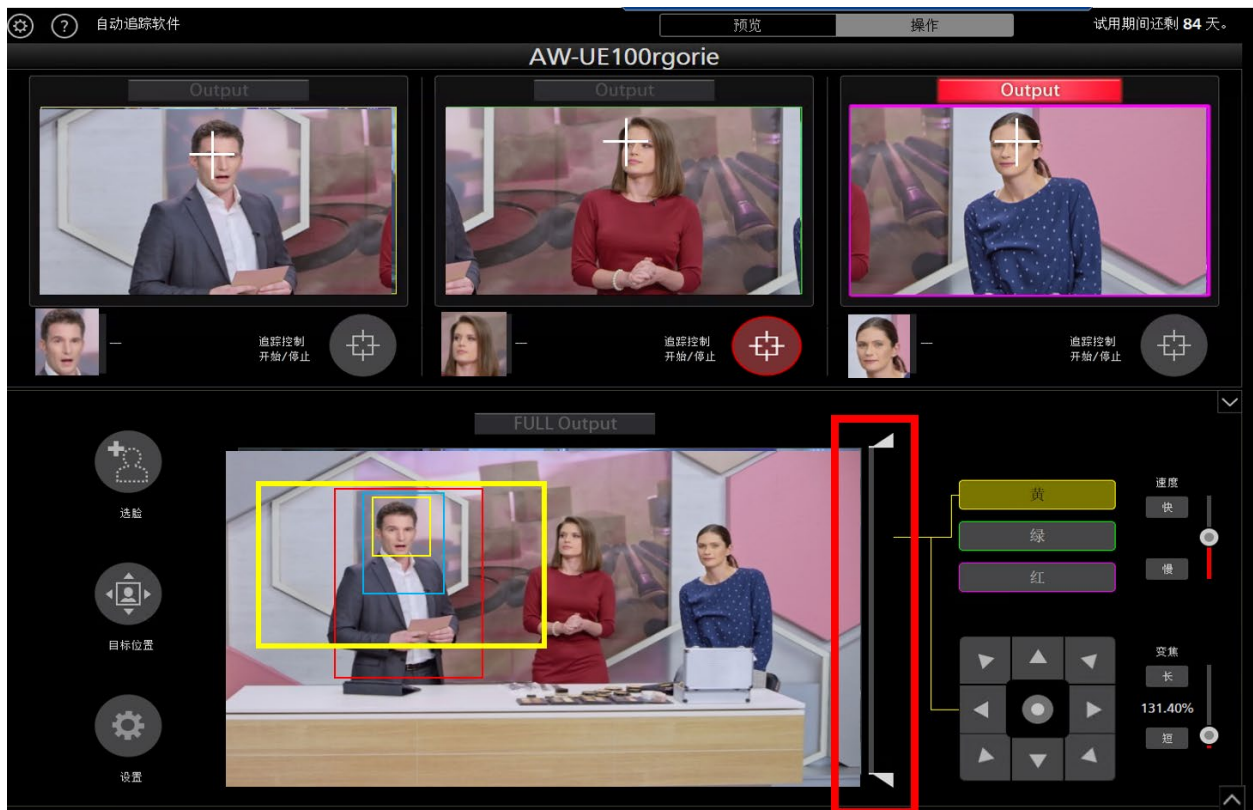 自动追踪软件
预览
操作
试用期间还剩 84 天。
AW-UE100rgorie
Output
Output
Output
追踪控制
开始/停止
追踪控制
开始/停止
追踪控制
开始/停止
FULL Output
选脸
目标位置
设置
黄
绿
红
速度
快
慢
变焦
长
131.40%
短